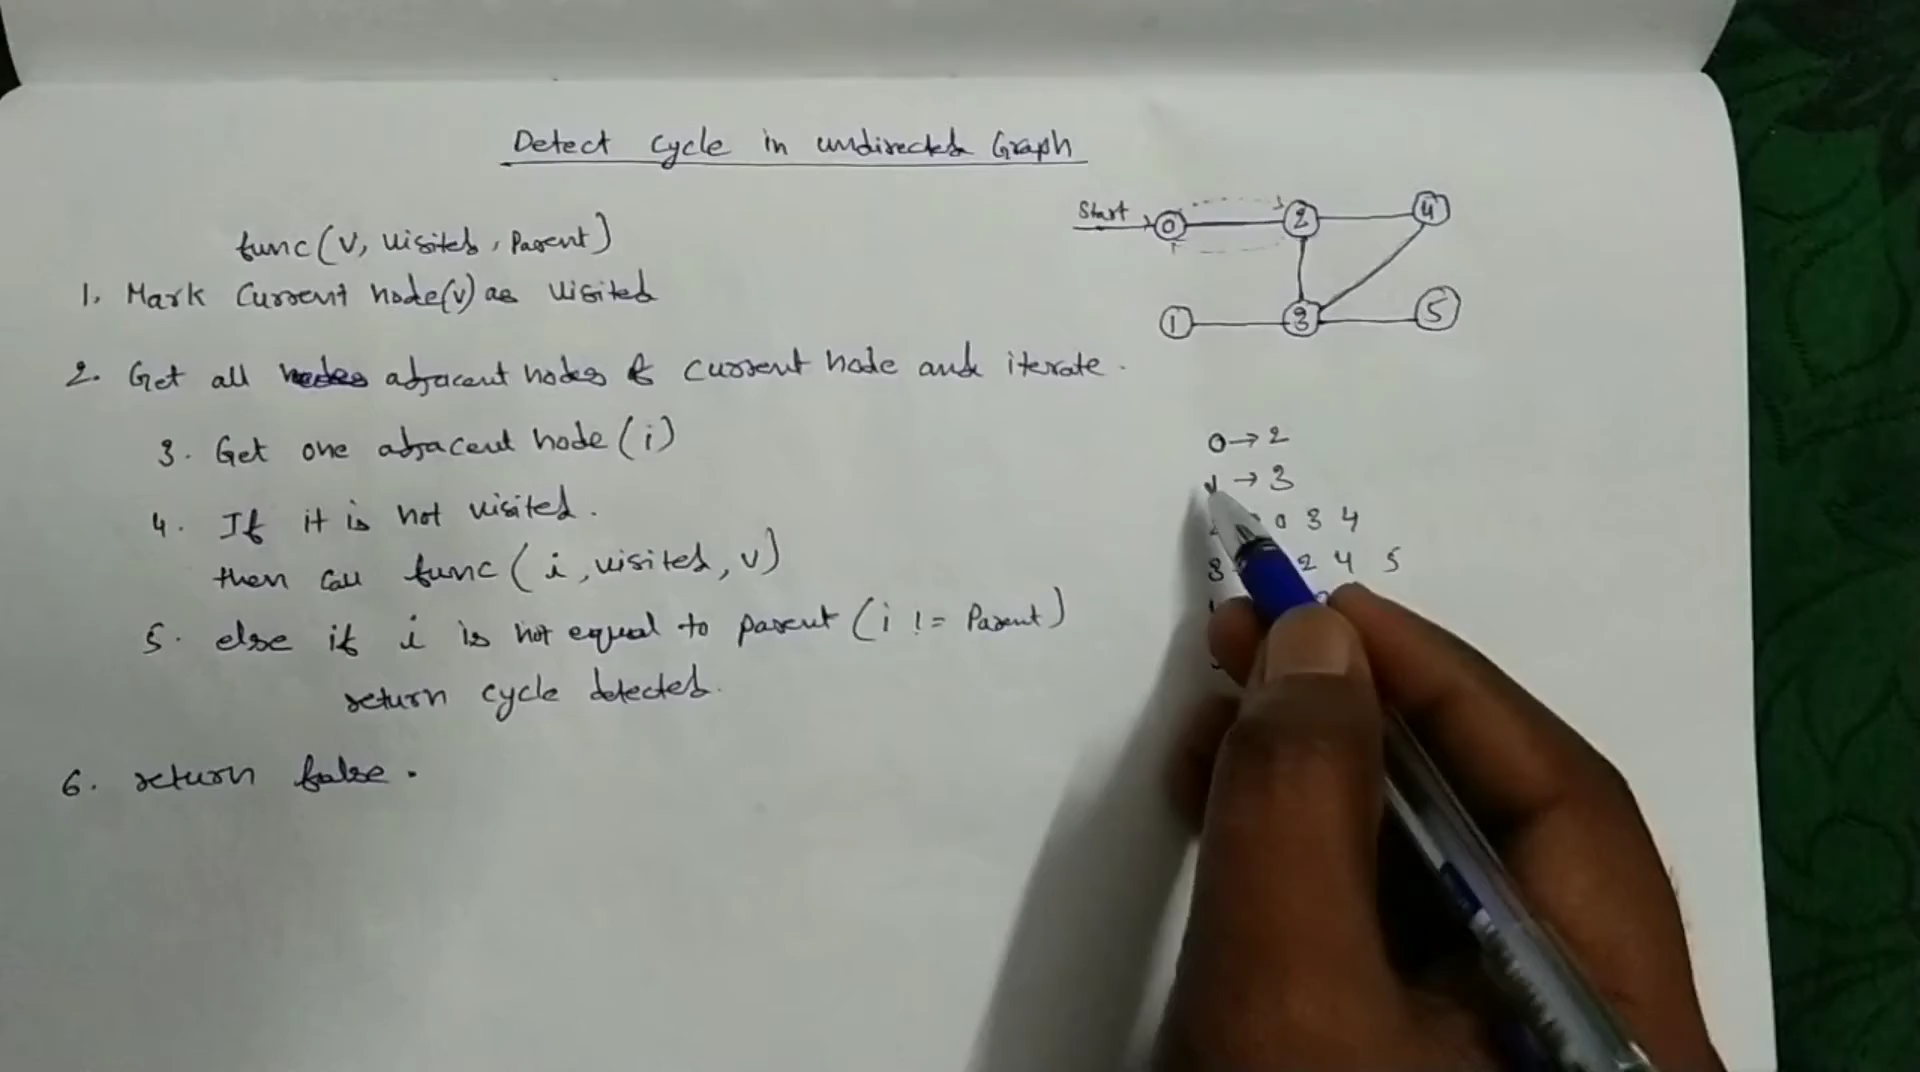 Detect cycle in undirected Graph
func(v, visited, Parent)
1. Mark Current node(v) as visited
2. Get all adjacent nodes of current node and iterate.
3. Get one adjacent node (i)
4. If it is not visited.
then call func(i, visited, v)
5. else if i is not equal to parent (i != Parent)
return cycle detected.
6. return false.
Start
0
2
4
1
3
5
0 → 2
→ 3
0 3 4
3 2 4 5